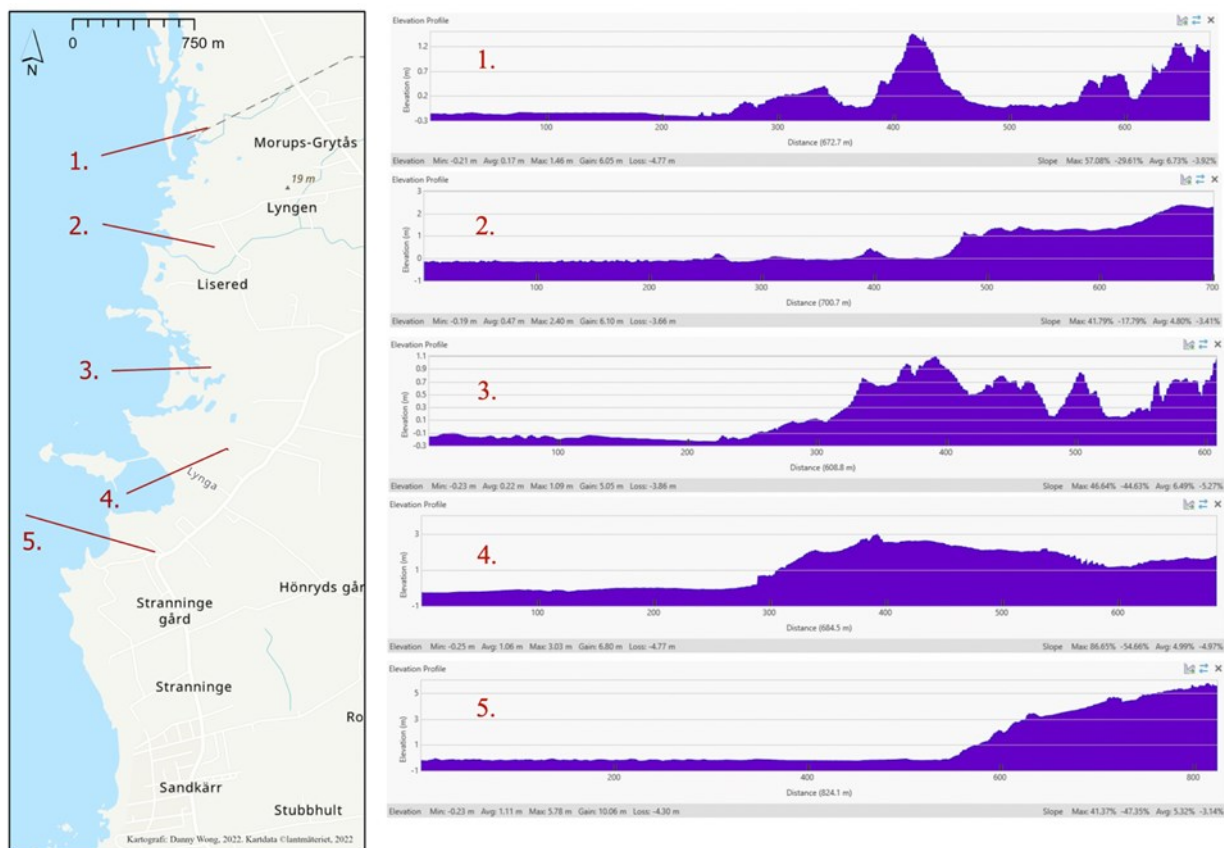 0 750 m
N
1.
Morups-Grytås
19 m
2.
Lyngen
Lisered
3.
4.
Lynga
5.
Hönryds går
Stranninge
gård
Stranninge
Ro
Sandkärr
Stubbhult
Kartografi: Danny Wong, 2022. Kartdata ©lantmäteriet, 2022
Elevation Profile
1.
Elevation (m)
1.2
0.7
0.2
-0.3
100 200 300 400 500 600
Distance (672.7 m)
Elevation Min: -0.21 m Avg: 0.17 m Max: 1.46 m Gain: 6.05 m Loss: -4.77 m Slope Max: 57.08% -29.61% Avg: 6.73% -3.92%
Elevation Profile
2.
Elevation (m)
3
2
1
0
-1
100 200 300 400 500 600 700
Distance (700.7 m)
Elevation Min: -0.19 m Avg: 0.47 m Max: 2.40 m Gain: 6.10 m Loss: -3.66 m Slope Max: 41.79% -17.79% Avg: 4.80% -3.41%
Elevation Profile
3.
Elevation (m)
1.1
0.9
0.7
0.5
0.3
0.1
-0.1
-0.3
100 200 300 400 500 600
Distance (608.8 m)
Elevation Min: -0.23 m Avg: 0.22 m Max: 1.09 m Gain: 5.05 m Loss: -3.86 m Slope Max: 46.64% -44.63% Avg: 6.49% -5.27%
Elevation Profile
4.
Elevation (m)
3
1
-1
100 200 300 400 500 600
Distance (684.5 m)
Elevation Min: -0.25 m Avg: 1.06 m Max: 3.03 m Gain: 6.80 m Loss: -4.77 m Slope Max: 86.65% -54.66% Avg: 4.99% -4.97%
Elevation Profile
5.
Elevation (m)
5
3
1
-1
200 400 600 800
Distance (824.1 m)
Elevation Min: -0.23 m Avg: 1.11 m Max: 5.78 m Gain: 10.06 m Loss: -4.30 m Slope Max: 41.37% -47.35% Avg: 5.32% -3.14%